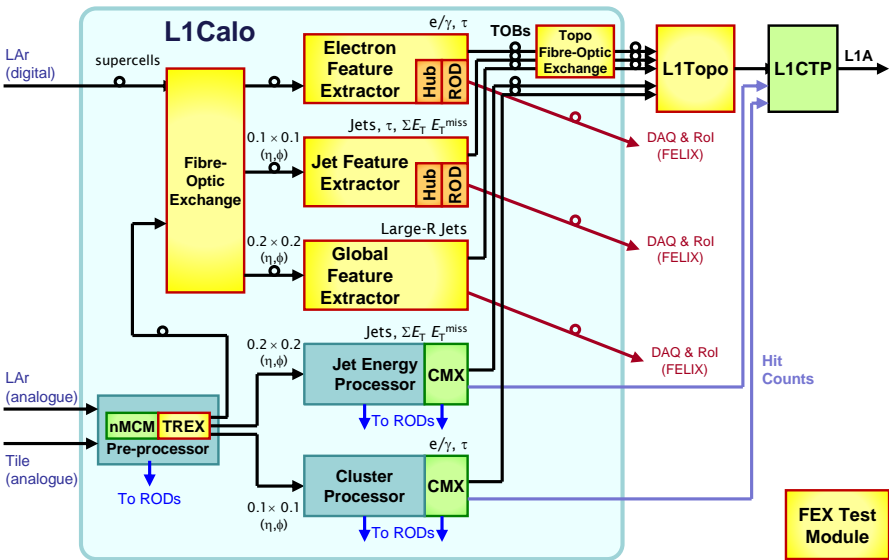 L1Calo
LAr
(digital)
supercells
Fibre-
Optic
Exchange
e/γ, τ
Electron
Feature
Extractor
Hub
ROD
0.1 × 0.1
(η,ϕ)
Jets, τ, ΣE_T E_T^miss
Jet Feature
Extractor
Hub
ROD
0.2 × 0.2
(η,ϕ)
Large-R Jets
Global
Feature
Extractor
TOBs
Topo
Fibre-Optic
Exchange
L1Topo
L1CTP
L1A
DAQ & RoI
(FELIX)
DAQ & RoI
(FELIX)
DAQ & RoI
(FELIX)
Hit
Counts
LAr
(analogue)
Tile
(analogue)
nMCM
TREX
Pre-processor
To RODs
0.2 × 0.2
(η,ϕ)
Jets, ΣE_T E_T^miss
Jet Energy
Processor
CMX
To RODs
0.1 × 0.1
(η,ϕ)
e/γ, τ
Cluster
Processor
CMX
To RODs
FEX Test
Module